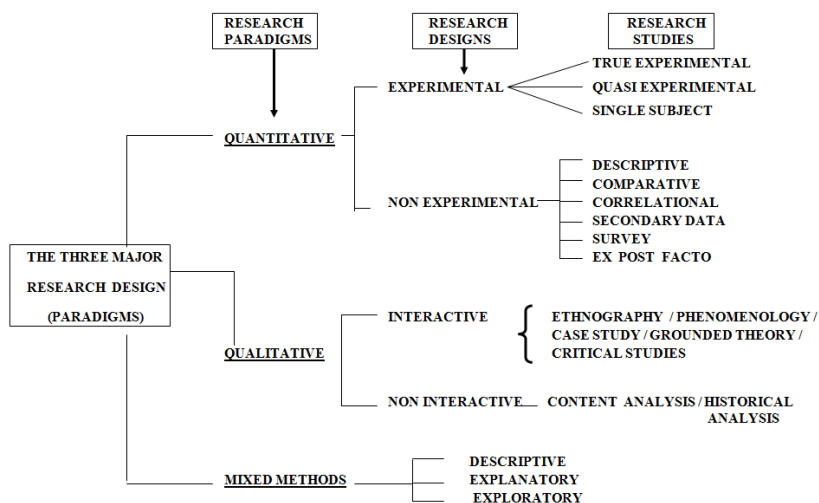 RESEARCH
PARADIGMS
RESEARCH
DESIGNS
RESEARCH
STUDIES
THE THREE MAJOR
RESEARCH DESIGN
(PARADIGMS)
QUANTITATIVE
EXPERIMENTAL
TRUE EXPERIMENTAL
QUASI EXPERIMENTAL
SINGLE SUBJECT
NON EXPERIMENTAL
DESCRIPTIVE
COMPARATIVE
CORRELATIONAL
SECONDARY DATA
SURVEY
EX POST FACTO
QUALITATIVE
INTERACTIVE
ETHNOGRAPHY / PHENOMENOLOGY /
CASE STUDY / GROUNDED THEORY /
CRITICAL STUDIES
NON INTERACTIVE
CONTENT ANALYSIS / HISTORICAL
ANALYSIS
MIXED METHODS
DESCRIPTIVE
EXPLANATORY
EXPLORATORY